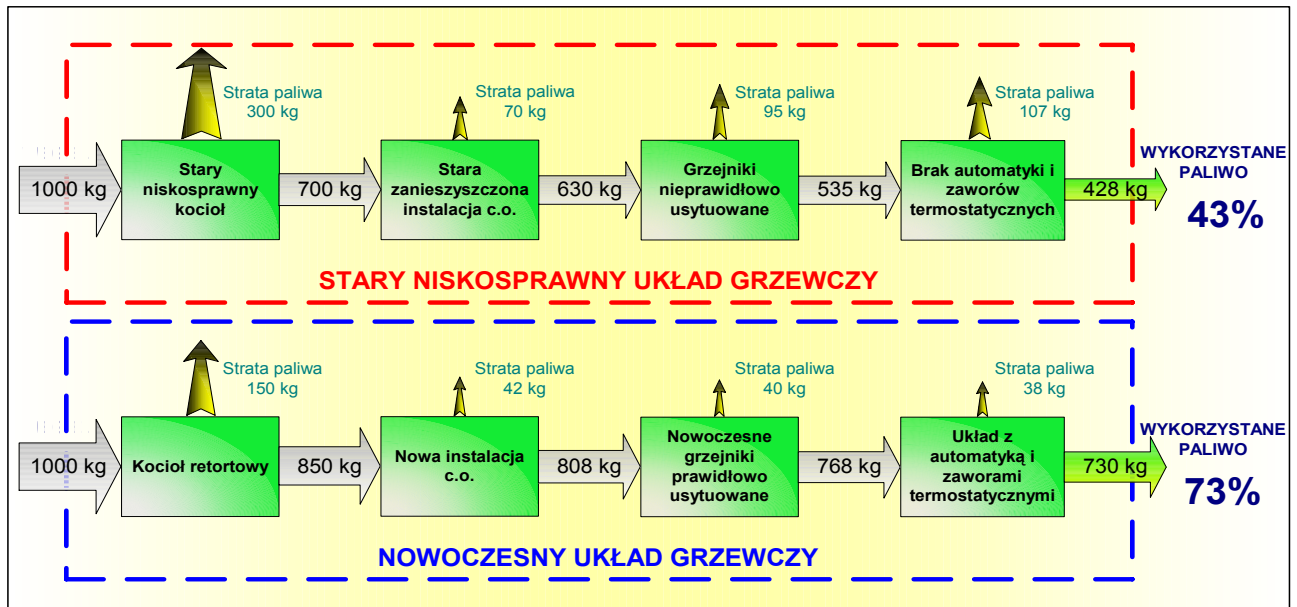 Strata paliwa
300 kg
Strata paliwa
70 kg
Strata paliwa
95 kg
Strata paliwa
107 kg
1000 kg
Stary
niskosprawny
kocioł
700 kg
Stara
zanieszyszczona
instalacja c.o.
630 kg
Grzejniki
nieprawidłowo
usytuowane
535 kg
Brak automatyki i
zaworów
termostatycznych
428 kg
WYKORZYSTANE
PALIWO
43%
STARY NISKOSPRAWNY UKŁAD GRZEWCZY
Strata paliwa
150 kg
Strata paliwa
42 kg
Strata paliwa
40 kg
Strata paliwa
38 kg
1000 kg
Kocioł retortowy
850 kg
Nowa instalacja
c.o.
808 kg
Nowoczesne
grzejniki
prawidłowo
usytuowane
768 kg
Układ z
automatyką i
zaworami
termostatycznymi
730 kg
WYKORZYSTANE
PALIWO
73%
NOWOCZESNY UKŁAD GRZEWCZY